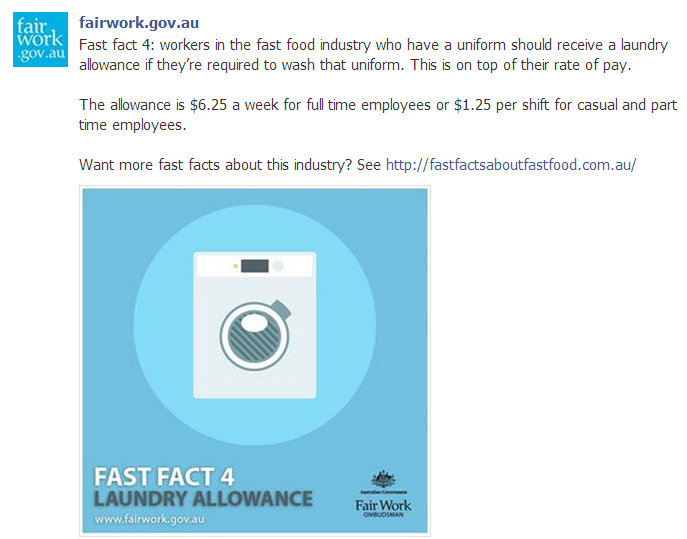 fair
work
.gov.au
fairwork.gov.au
Fast fact 4: workers in the fast food industry who have a uniform should receive a laundry
allowance if they’re required to wash that uniform. This is on top of their rate of pay.
The allowance is $6.25 a week for full time employees or $1.25 per shift for casual and part
time employees.
Want more fast facts about this industry? See http://fastfactsaboutfastfood.com.au/
FAST FACT 4
LAUNDRY ALLOWANCE
www.fairwork.gov.au
Australian Government
Fair Work
OMBUDSMAN